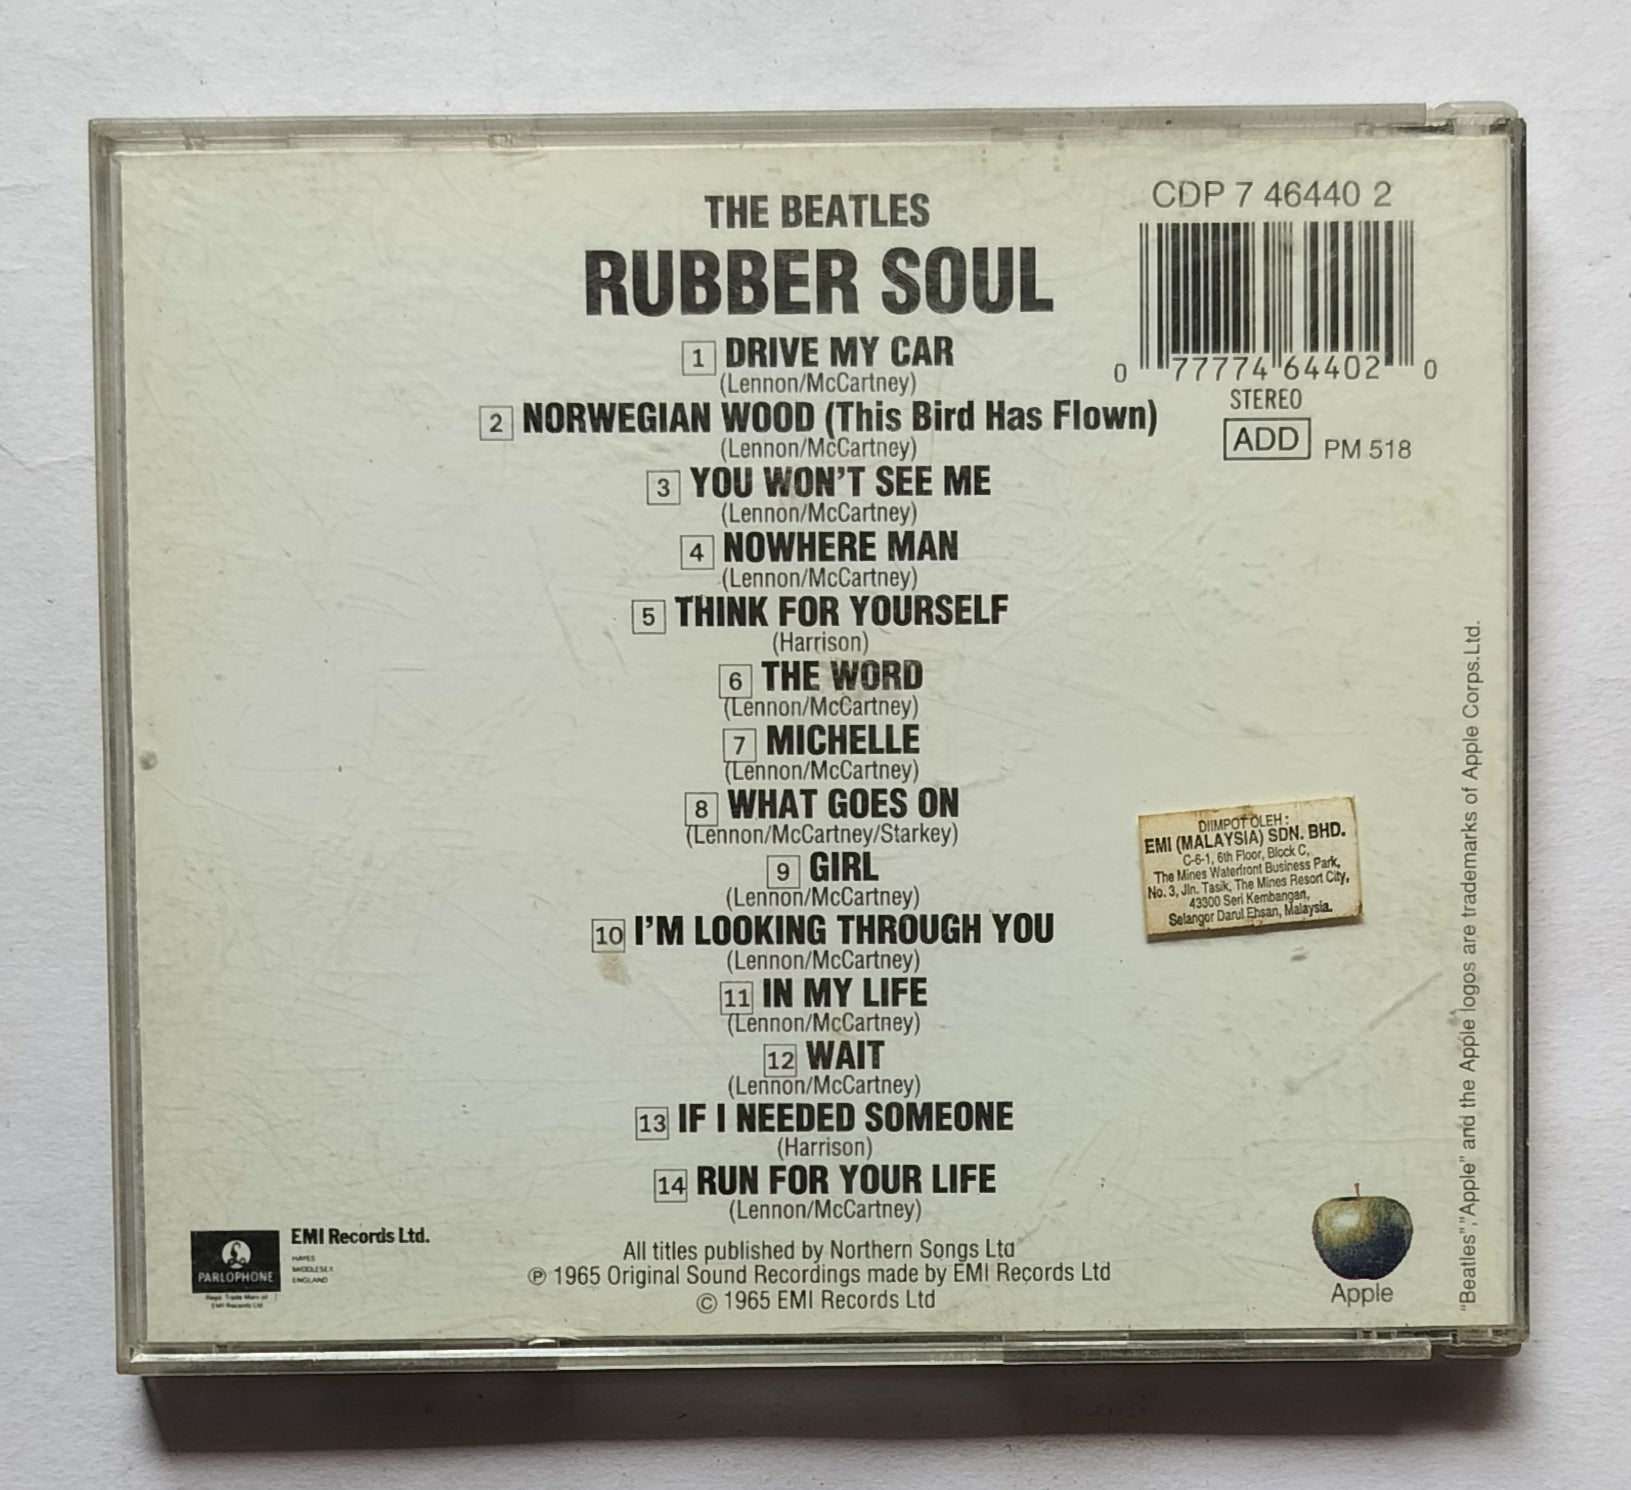 THE BEATLES
RUBBER SOUL
CDP 7 46440 2
0 77774 64402 0
STEREO
ADD PM 518
1 DRIVE MY CAR
(Lennon/McCartney)
2 NORWEGIAN WOOD (This Bird Has Flown)
(Lennon/McCartney)
3 YOU WON'T SEE ME
(Lennon/McCartney)
4 NOWHERE MAN
(Lennon/McCartney)
5 THINK FOR YOURSELF
(Harrison)
6 THE WORD
(Lennon/McCartney)
7 MICHELLE
(Lennon/McCartney)
8 WHAT GOES ON
(Lennon/McCartney/Starkey)
9 GIRL
(Lennon/McCartney)
10 I'M LOOKING THROUGH YOU
(Lennon/McCartney)
11 IN MY LIFE
(Lennon/McCartney)
12 WAIT
(Lennon/McCartney)
13 IF I NEEDED SOMEONE
(Harrison)
14 RUN FOR YOUR LIFE
(Lennon/McCartney)
All titles published by Northern Songs Ltd
℗ 1965 Original Sound Recordings made by EMI Records Ltd
© 1965 EMI Records Ltd
PARLOPHONE
Regd. Trade Mark of
EMI Records Ltd
EMI Records Ltd.
HAYES
MIDDLESEX
ENGLAND
DIIMPOT OLEH :
EMI (MALAYSIA) SDN. BHD.
C-6-1, 6th Floor, Block C,
The Mines Waterfront Business Park,
No. 3, Jln. Tasik, The Mines Resort City,
43300 Seri Kembangan,
Selangor Darul Ehsan, Malaysia.
Apple
"Beatles","Apple" and the Apple logos are trademarks of Apple Corps.Ltd.